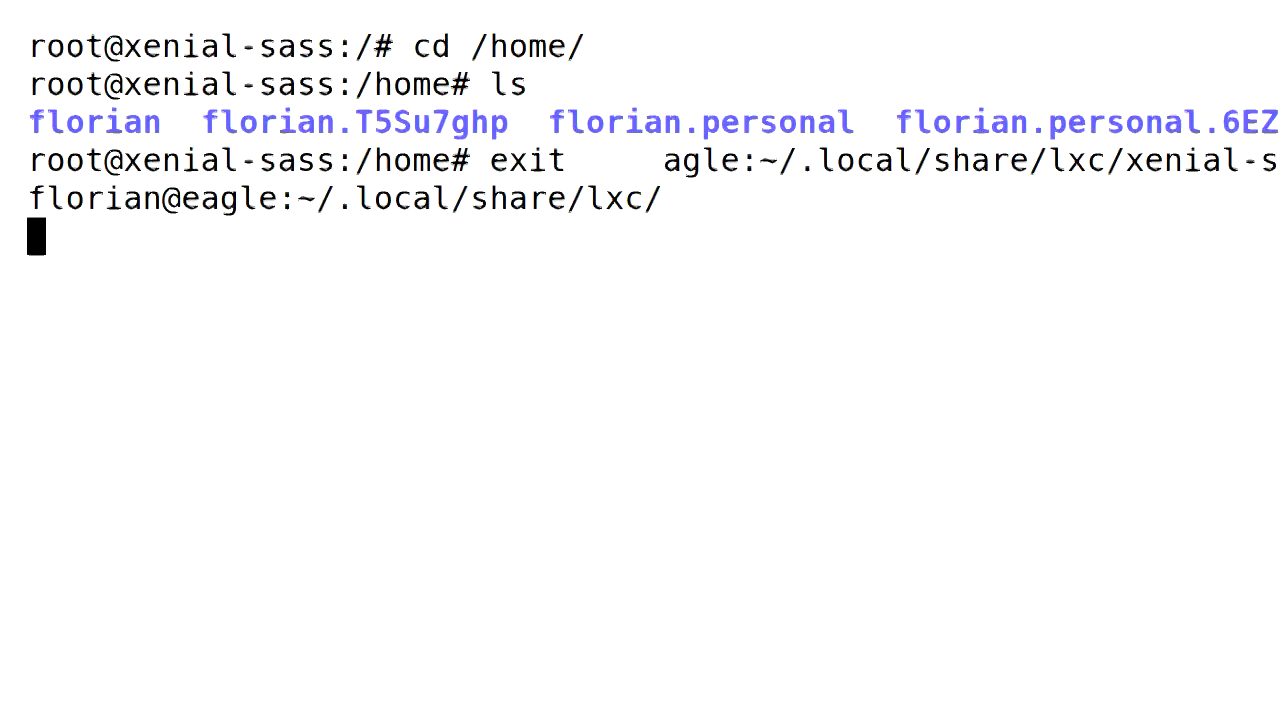 root@xenial-sass:/# cd /home/
root@xenial-sass:/home# ls
florian  florian.T5Su7ghp  florian.personal  florian.personal.6EZ
root@xenial-sass:/home# exit     agle:~/.local/share/lxc/xenial-s
florian@eagle:~/.local/share/lxc/